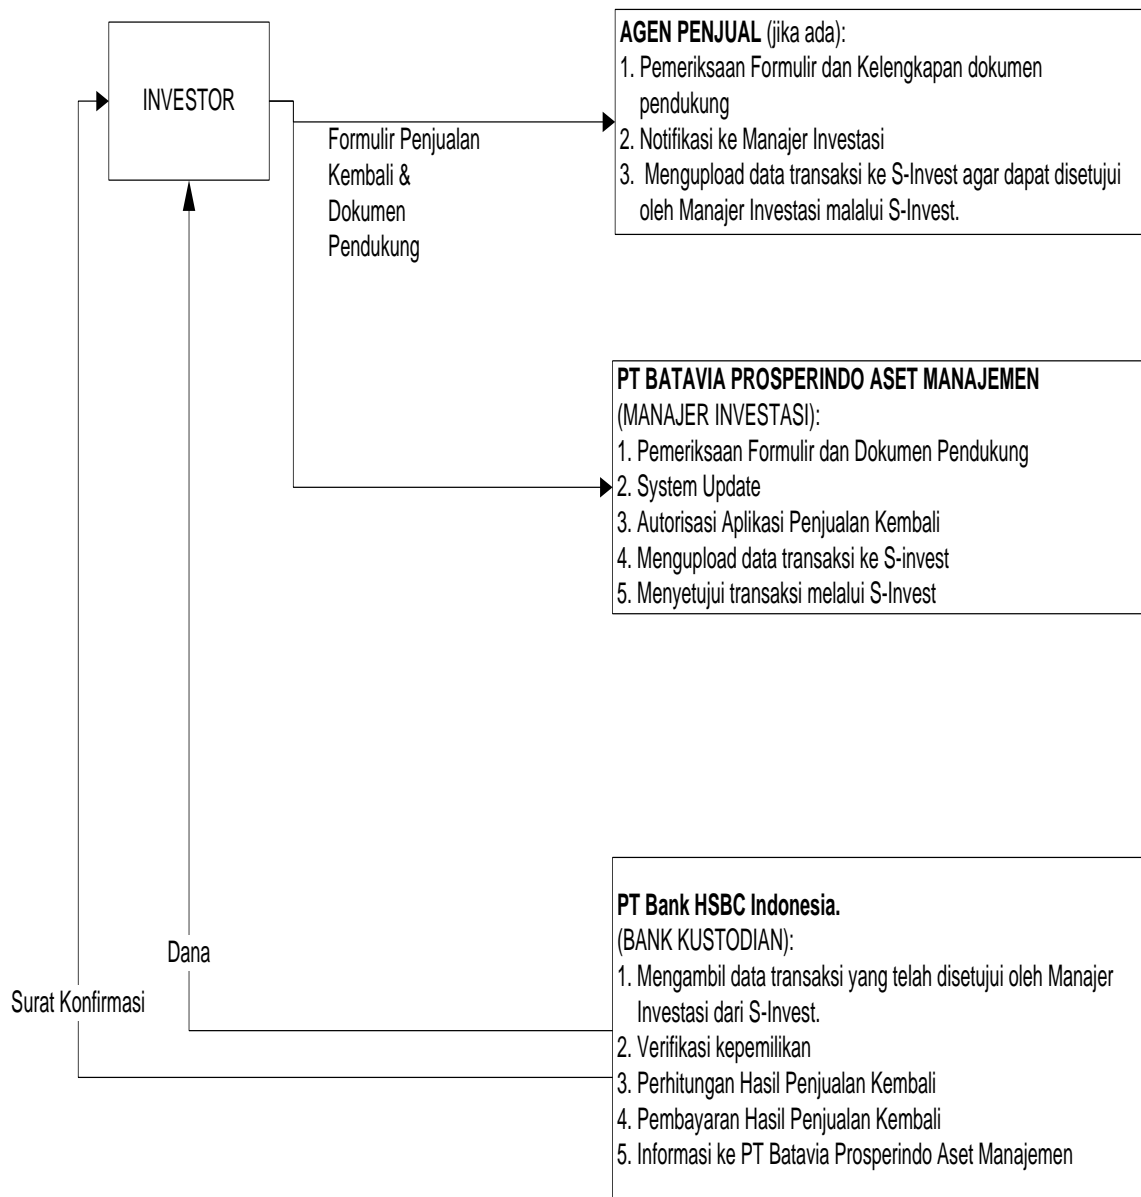 INVESTOR
Formulir Penjualan
Kembali &
Dokumen
Pendukung
AGEN PENJUAL (jika ada):
1. Pemeriksaan Formulir dan Kelengkapan dokumen
pendukung
2. Notifikasi ke Manajer Investasi
3. Mengupload data transaksi ke S-Invest agar dapat disetujui
oleh Manajer Investasi malalui S-Invest.
PT BATAVIA PROSPERINDO ASET MANAJEMEN
(MANAJER INVESTASI):
1. Pemeriksaan Formulir dan Dokumen Pendukung
2. System Update
3. Autorisasi Aplikasi Penjualan Kembali
4. Mengupload data transaksi ke S-invest
5. Menyetujui transaksi melalui S-Invest
PT Bank HSBC Indonesia.
(BANK KUSTODIAN):
1. Mengambil data transaksi yang telah disetujui oleh Manajer
Investasi dari S-Invest.
2. Verifikasi kepemilikan
3. Perhitungan Hasil Penjualan Kembali
4. Pembayaran Hasil Penjualan Kembali
5. Informasi ke PT Batavia Prosperindo Aset Manajemen
Dana
Surat Konfirmasi